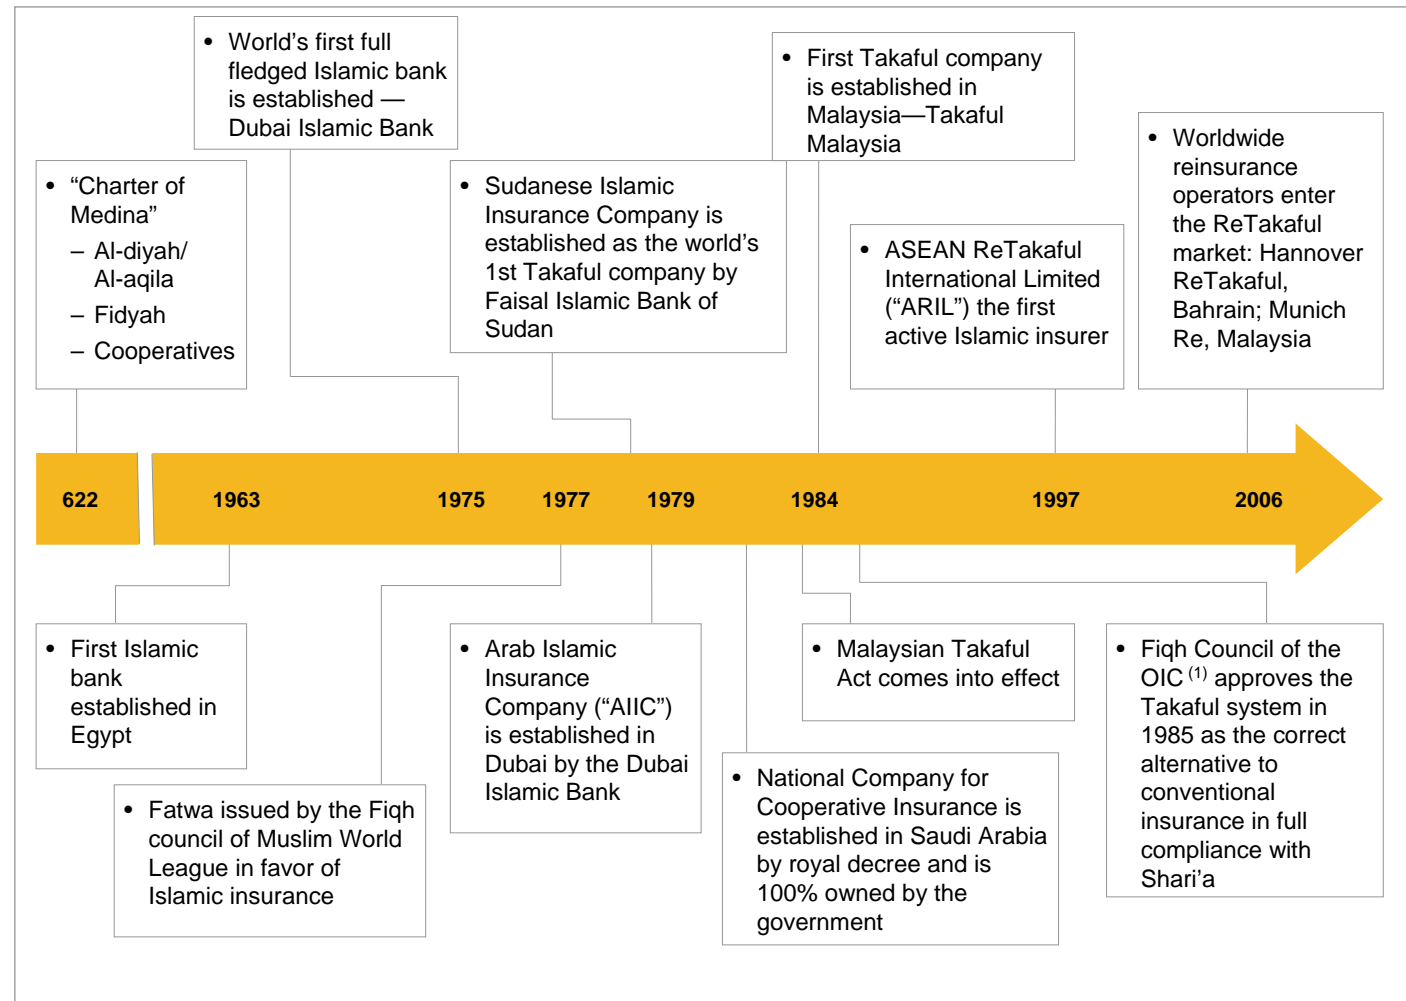 • World’s first full
fledged Islamic bank
is established —
Dubai Islamic Bank
• First Takaful company
is established in
Malaysia—Takaful
Malaysia
• “Charter of
Medina”
– Al-diyah/
Al-aqila
– Fidyah
– Cooperatives
• Sudanese Islamic
Insurance Company is
established as the world’s
1st Takaful company by
Faisal Islamic Bank of
Sudan
• ASEAN ReTakaful
International Limited
(“ARIL”) the first
active Islamic insurer
• Worldwide
reinsurance
operators enter
the ReTakaful
market: Hannover
ReTakaful,
Bahrain; Munich
Re, Malaysia
622 1963 1975 1977 1979 1984 1997 2006
• First Islamic
bank
established in
Egypt
• Fatwa issued by the Fiqh
council of Muslim World
League in favor of
Islamic insurance
• Arab Islamic
Insurance
Company (“AIIC”)
is established in
Dubai by the Dubai
Islamic Bank
• National Company for
Cooperative Insurance is
established in Saudi Arabia
by royal decree and is
100% owned by the
government
• Malaysian Takaful
Act comes into effect
• Fiqh Council of the
OIC (1) approves the
Takaful system in
1985 as the correct
alternative to
conventional
insurance in full
compliance with
Shari’a